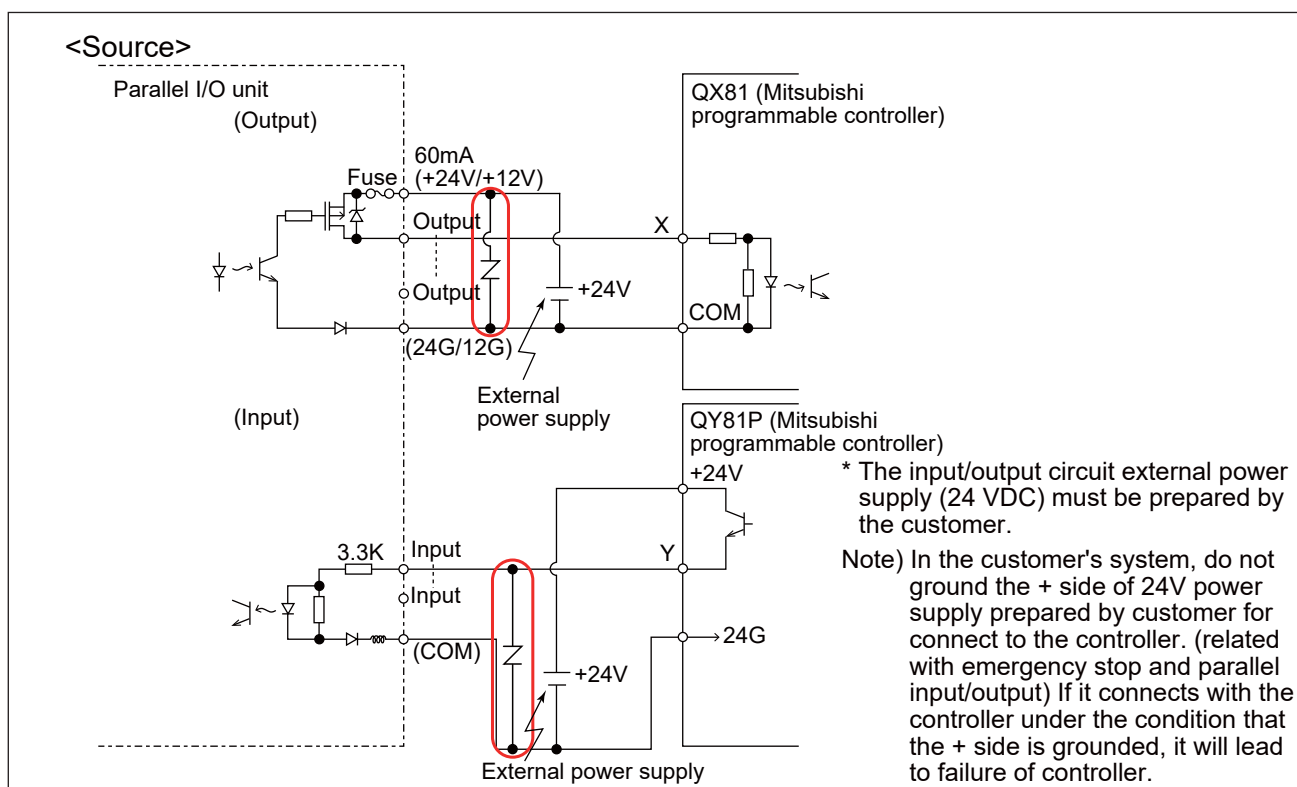 <Source>
Parallel I/O unit
(Output)
QX81 (Mitsubishi
programmable controller)
60mA
Fuse
(+24V/+12V)
Output
X
Output
+24V
COM
(24G/12G)
External
power supply
(Input)
QY81P (Mitsubishi
programmable controller)
+24V
* The input/output circuit external power
supply (24 VDC) must be prepared by
the customer.
3.3K
Input
Y
Input
(COM)
24G
+24V
External power supply
Note) In the customer's system, do not
ground the + side of 24V power
supply prepared by customer for
connect to the controller. (related
with emergency stop and parallel
input/output) If it connects with the
controller under the condition that
the + side is grounded, it will lead
to failure of controller.